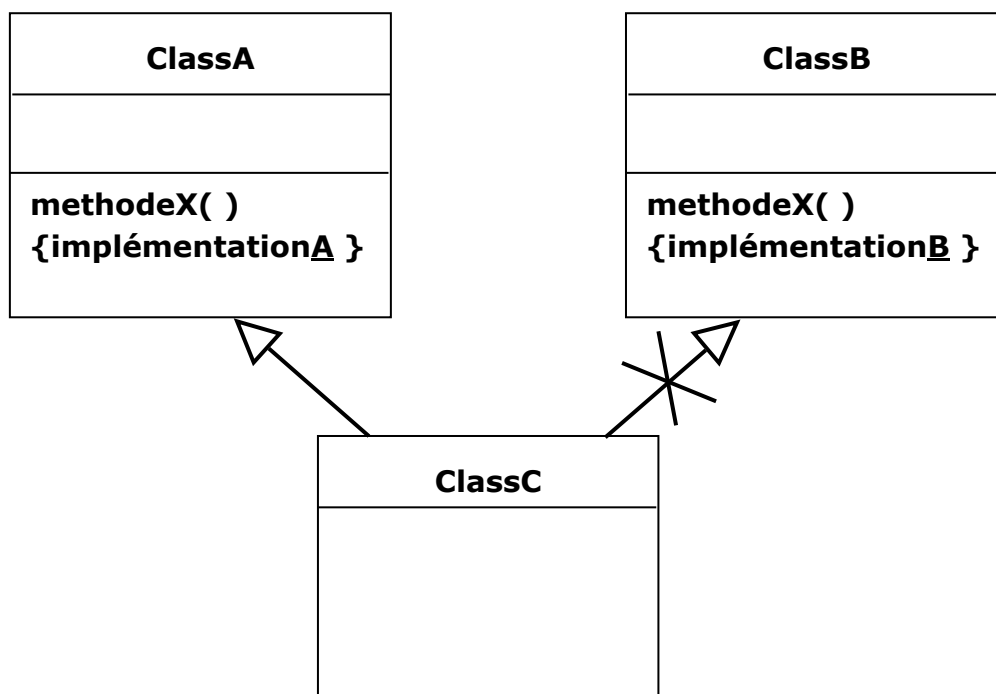 ClassA
methodeX( )
{implémentationA }
ClassB
methodeX( )
{implémentationB }
ClassC